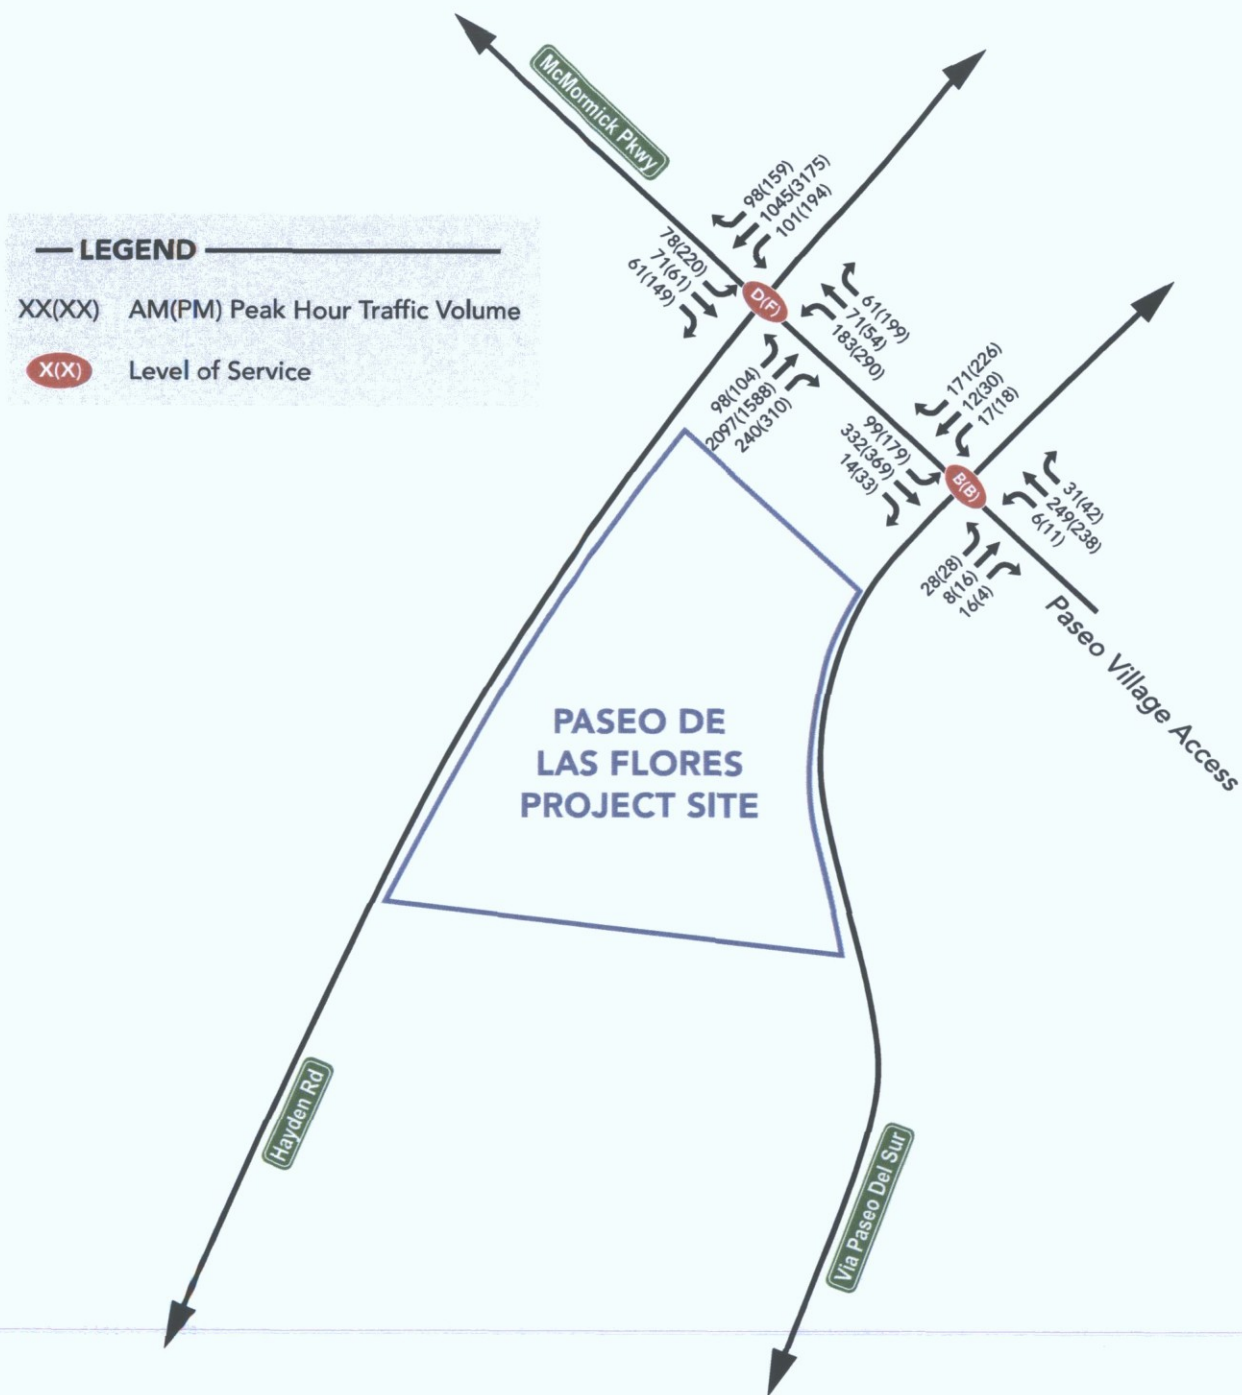 McMormick Pkwy
98(159)
1045(3175)
101(194)
LEGEND
XX(XX) AM(PM) Peak Hour Traffic Volume
X(X) Level of Service
78(220)
71(61)
61(149)
D(F)
61(199)
71(54)
183(290)
98(104)
2097(1588)
240(310)
171(226)
12(30)
17(18)
99(179)
332(369)
14(33)
B(B)
31(42)
249(238)
6(11)
28(28)
8(16)
16(4)
Paseo Village Access
PASEO DE
LAS FLORES
PROJECT SITE
Hayden Rd
Via Paseo Del Sur